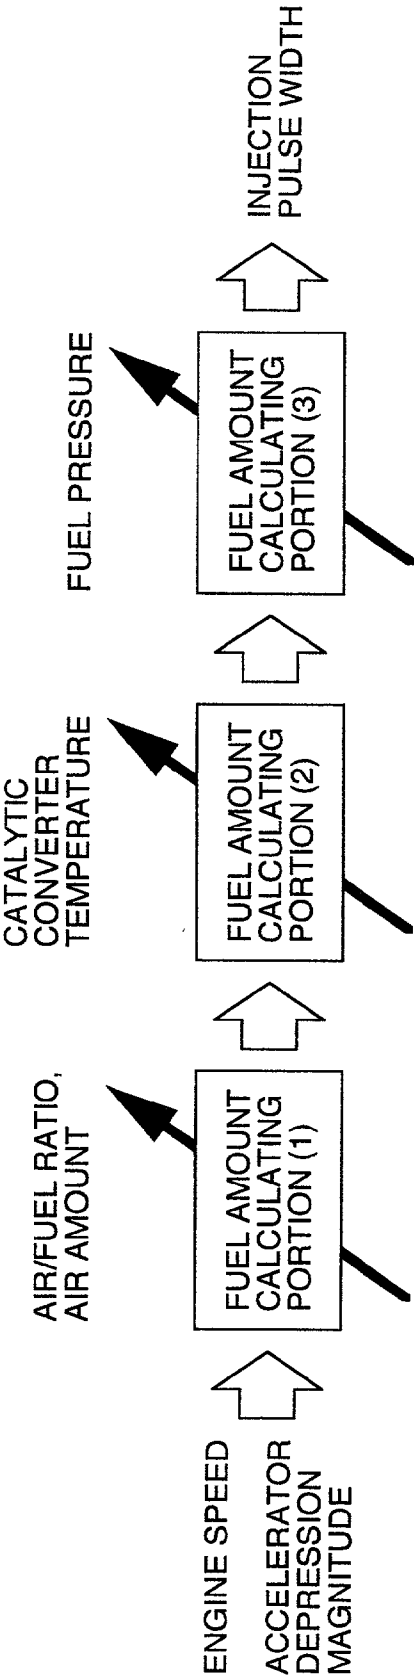 ENGINE SPEED
ACCELERATOR
DEPRESSION
MAGNITUDE
AIR/FUEL RATIO,
AIR AMOUNT
FUEL AMOUNT
CALCULATING
PORTION (1)
CATALYTIC
CONVERTER
TEMPERATURE
FUEL AMOUNT
CALCULATING
PORTION (2)
FUEL PRESSURE
FUEL AMOUNT
CALCULATING
PORTION (3)
INJECTION
PULSE WIDTH